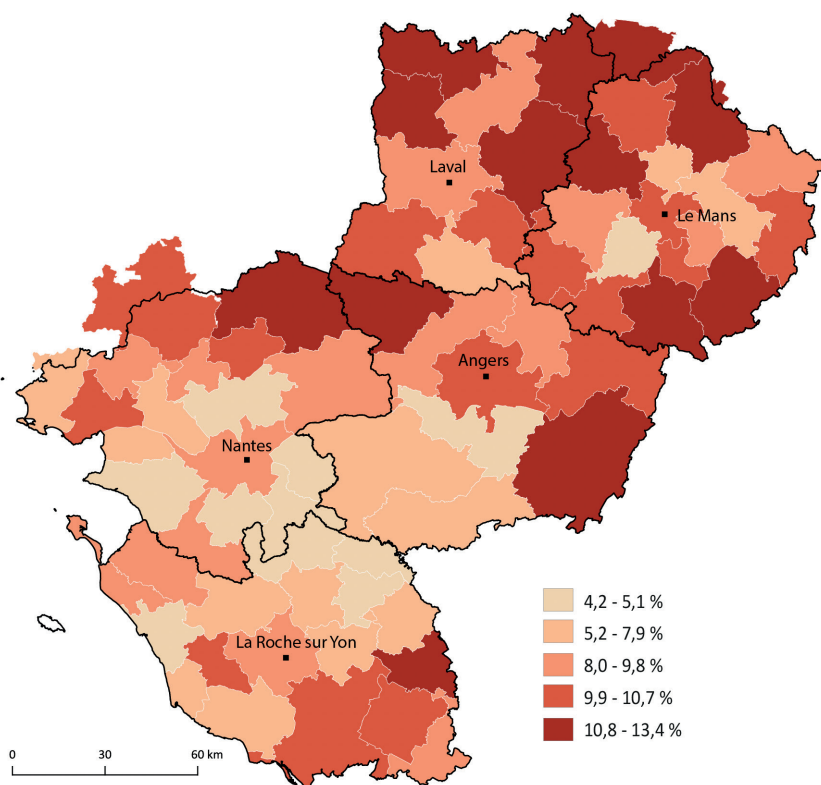 Laval
Le Mans
Angers
Nantes
La Roche sur Yon
4,2 - 5,1 %
5,2 - 7,9 %
8,0 - 9,8 %
9,9 - 10,7 %
10,8 - 13,4 %
0 30 60 km